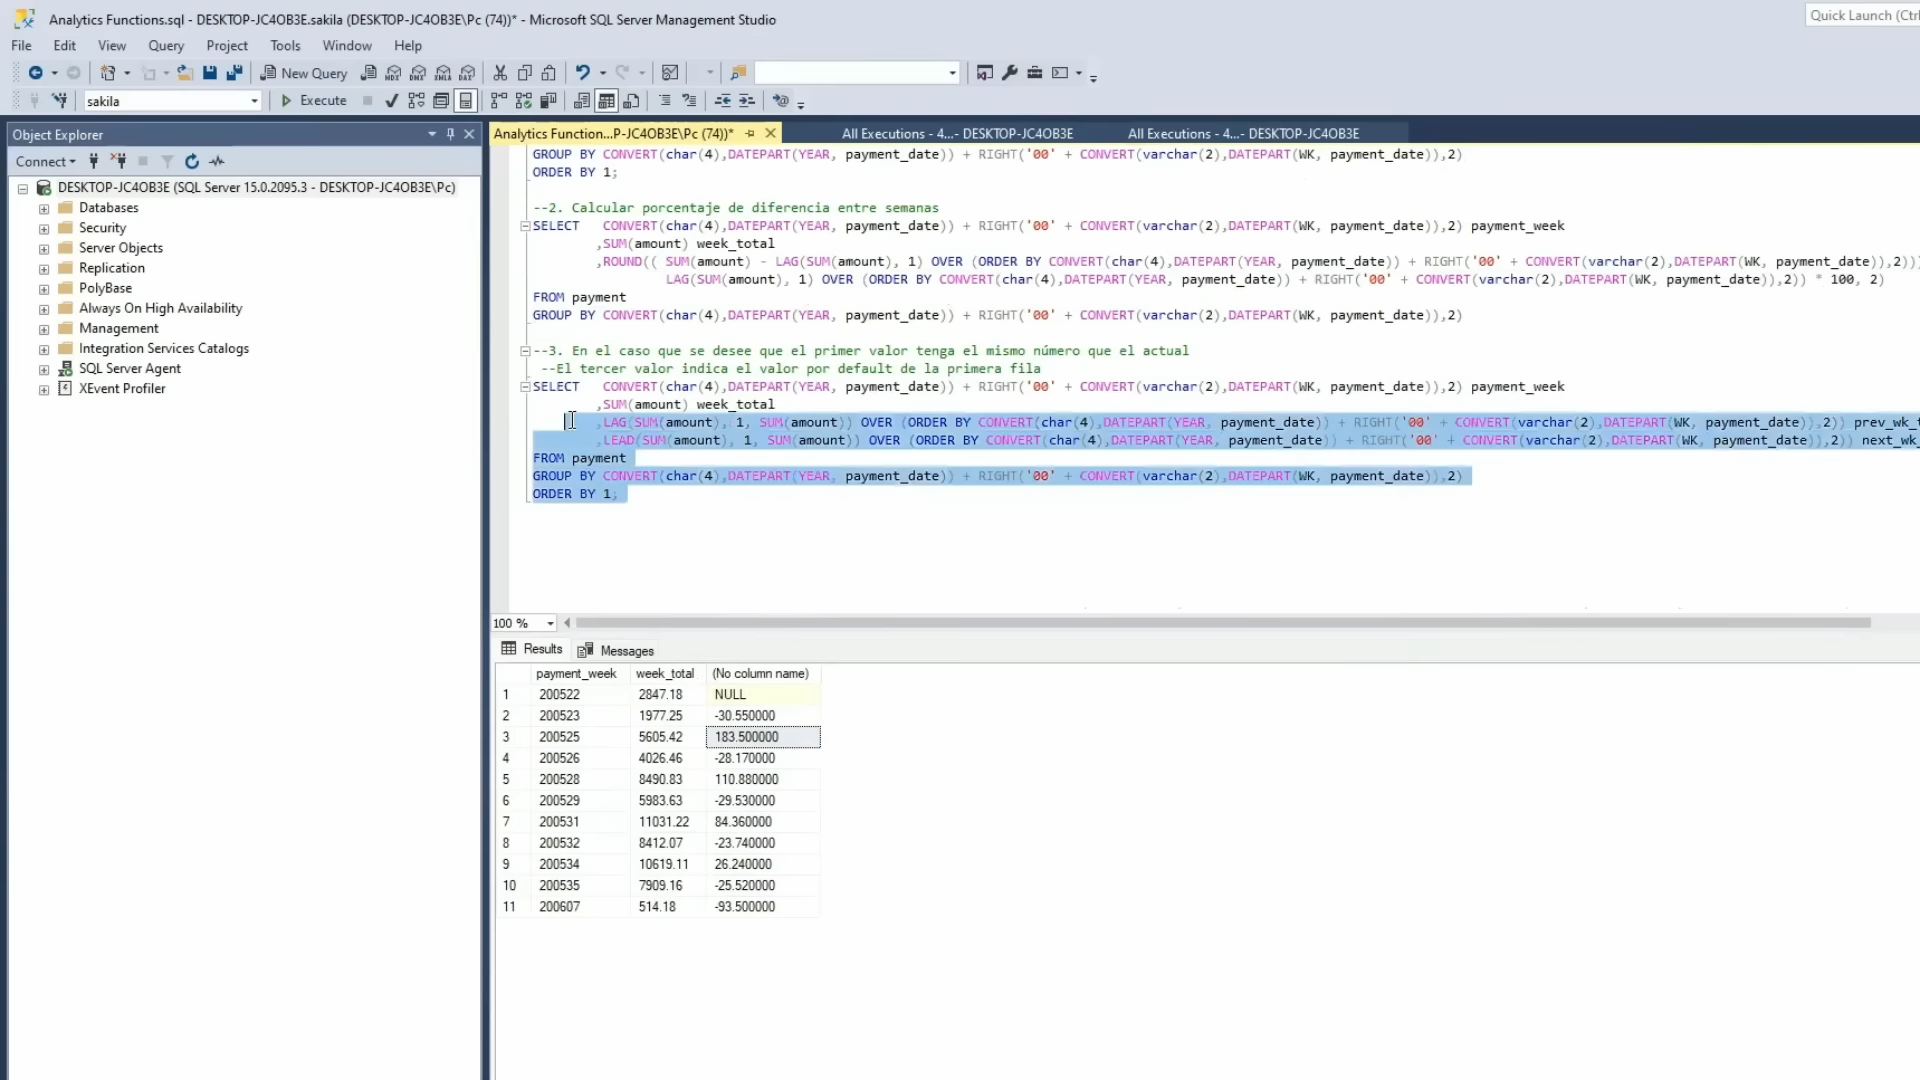 Analytics Functions.sql - DESKTOP-JC4OB3E.sakila (DESKTOP-JC4OB3E\Pc (74))* - Microsoft SQL Server Management Studio
Quick Launch (Ctrl
File Edit View Query Project Tools Window Help
New Query
sakila
Execute
Object Explorer
Connect
DESKTOP-JC4OB3E (SQL Server 15.0.2095.3 - DESKTOP-JC4OB3E\Pc)
Databases
Security
Server Objects
Replication
PolyBase
Always On High Availability
Management
Integration Services Catalogs
SQL Server Agent
XEvent Profiler
Analytics Function...P-JC4OB3E\Pc (74))* All Executions - 4...- DESKTOP-JC4OB3E All Executions - 4...- DESKTOP-JC4OB3E
GROUP BY CONVERT(char(4),DATEPART(YEAR, payment_date)) + RIGHT('00' + CONVERT(varchar(2),DATEPART(WK, payment_date)),2)
ORDER BY 1;
--2. Calcular porcentaje de diferencia entre semanas
SELECT CONVERT(char(4),DATEPART(YEAR, payment_date)) + RIGHT('00' + CONVERT(varchar(2),DATEPART(WK, payment_date)),2) payment_week
,SUM(amount) week_total
,ROUND(( SUM(amount) - LAG(SUM(amount), 1) OVER (ORDER BY CONVERT(char(4),DATEPART(YEAR, payment_date)) + RIGHT('00' + CONVERT(varchar(2),DATEPART(WK, payment_date)),2)))
LAG(SUM(amount), 1) OVER (ORDER BY CONVERT(char(4),DATEPART(YEAR, payment_date)) + RIGHT('00' + CONVERT(varchar(2),DATEPART(WK, payment_date)),2)) * 100, 2)
FROM payment
GROUP BY CONVERT(char(4),DATEPART(YEAR, payment_date)) + RIGHT('00' + CONVERT(varchar(2),DATEPART(WK, payment_date)),2)
--3. En el caso que se desee que el primer valor tenga el mismo número que el actual
--El tercer valor indica el valor por default de la primera fila
SELECT CONVERT(char(4),DATEPART(YEAR, payment_date)) + RIGHT('00' + CONVERT(varchar(2),DATEPART(WK, payment_date)),2) payment_week
,SUM(amount) week_total
,LAG(SUM(amount), 1, SUM(amount)) OVER (ORDER BY CONVERT(char(4),DATEPART(YEAR, payment_date)) + RIGHT('00' + CONVERT(varchar(2),DATEPART(WK, payment_date)),2)) prev_wk_t
,LEAD(SUM(amount), 1, SUM(amount)) OVER (ORDER BY CONVERT(char(4),DATEPART(YEAR, payment_date)) + RIGHT('00' + CONVERT(varchar(2),DATEPART(WK, payment_date)),2)) next_wk_
FROM payment
GROUP BY CONVERT(char(4),DATEPART(YEAR, payment_date)) + RIGHT('00' + CONVERT(varchar(2),DATEPART(WK, payment_date)),2)
ORDER BY 1;
100 %
Results Messages
payment_week week_total (No column name)
1 200522 2847.18 NULL
2 200523 1977.25 -30.550000
3 200525 5605.42 183.500000
4 200526 4026.46 -28.170000
5 200528 8490.83 110.880000
6 200529 5983.63 -29.530000
7 200531 11031.22 84.360000
8 200532 8412.07 -23.740000
9 200534 10619.11 26.240000
10 200535 7909.16 -25.520000
11 200607 514.18 -93.500000